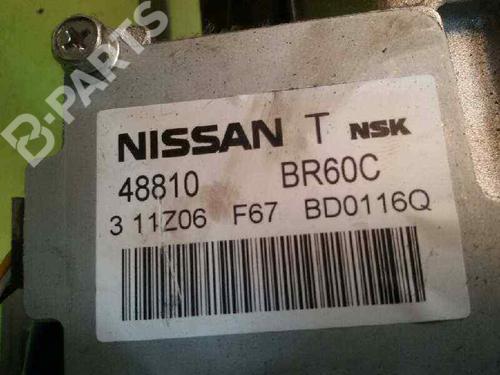 B-PARTS
NISSAN T NSK
48810 BR60C
3 11Z06 F67 BD0116Q